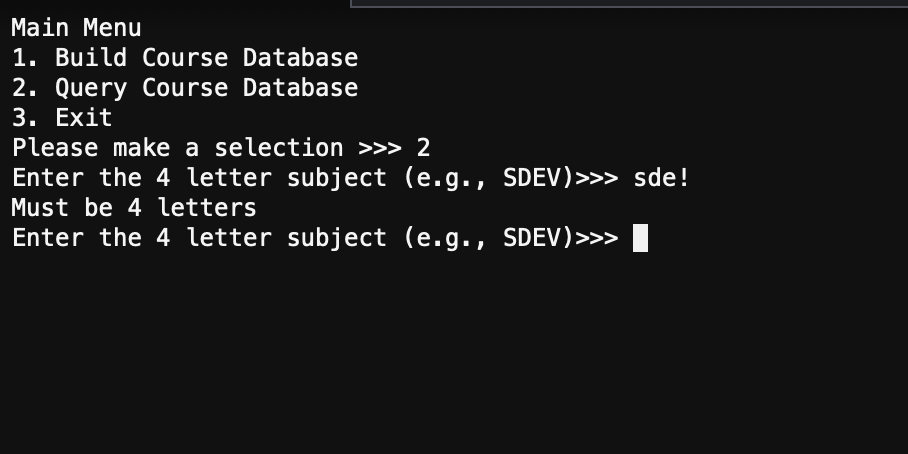 Main Menu
1. Build Course Database
2. Query Course Database
3. Exit
Please make a selection >>> 2
Enter the 4 letter subject (e.g., SDEV)>>> sde!
Must be 4 letters
Enter the 4 letter subject (e.g., SDEV)>>>